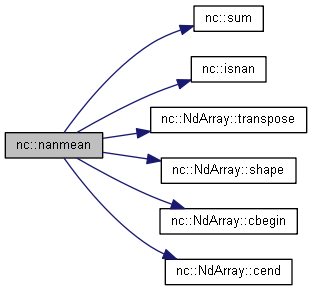 nc::sum
nc::isnan
nc::NdArray::transpose
nc::nanmean
nc::NdArray::shape
nc::NdArray::cbegin
nc::NdArray::cend